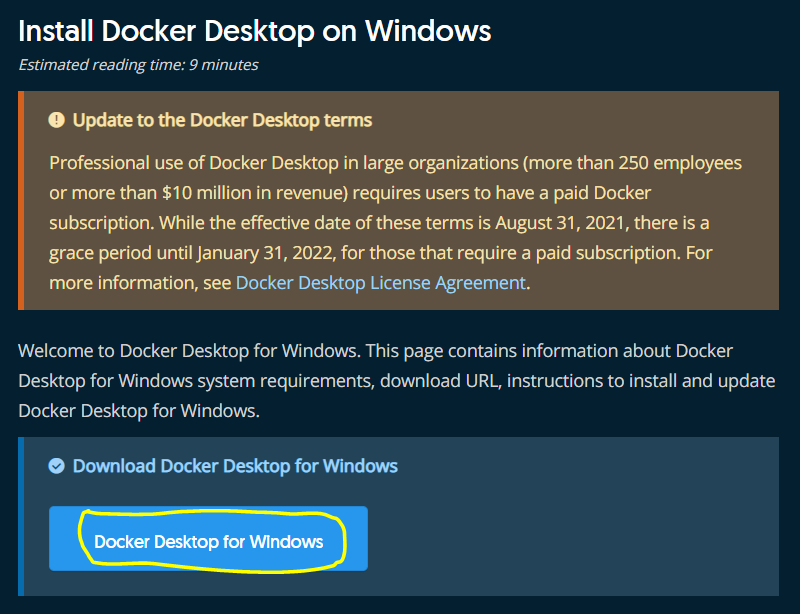 Install Docker Desktop on Windows
Estimated reading time: 9 minutes
Update to the Docker Desktop terms
Professional use of Docker Desktop in large organizations (more than 250 employees
or more than $10 million in revenue) requires users to have a paid Docker
subscription. While the effective date of these terms is August 31, 2021, there is a
grace period until January 31, 2022, for those that require a paid subscription. For
more information, see Docker Desktop License Agreement.
Welcome to Docker Desktop for Windows. This page contains information about Docker
Desktop for Windows system requirements, download URL, instructions to install and update
Docker Desktop for Windows.
Download Docker Desktop for Windows
Docker Desktop for Windows